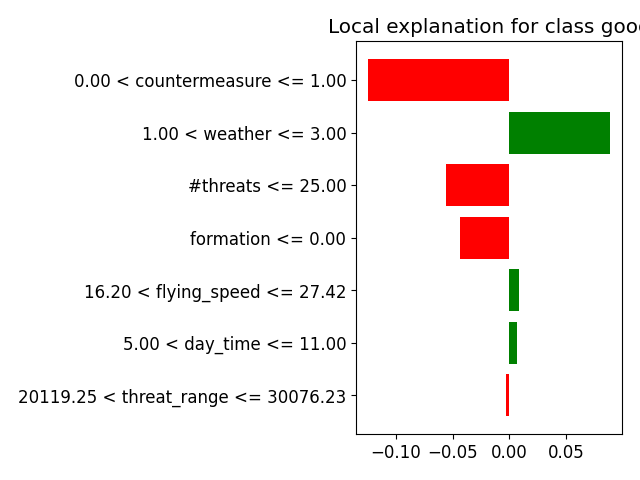 Local explanation for class goo
0.00 < countermeasure <= 1.00
1.00 < weather <= 3.00
#threats <= 25.00
formation <= 0.00
16.20 < flying_speed <= 27.42
5.00 < day_time <= 11.00
20119.25 < threat_range <= 30076.23
−0.10 −0.05 0.00 0.05